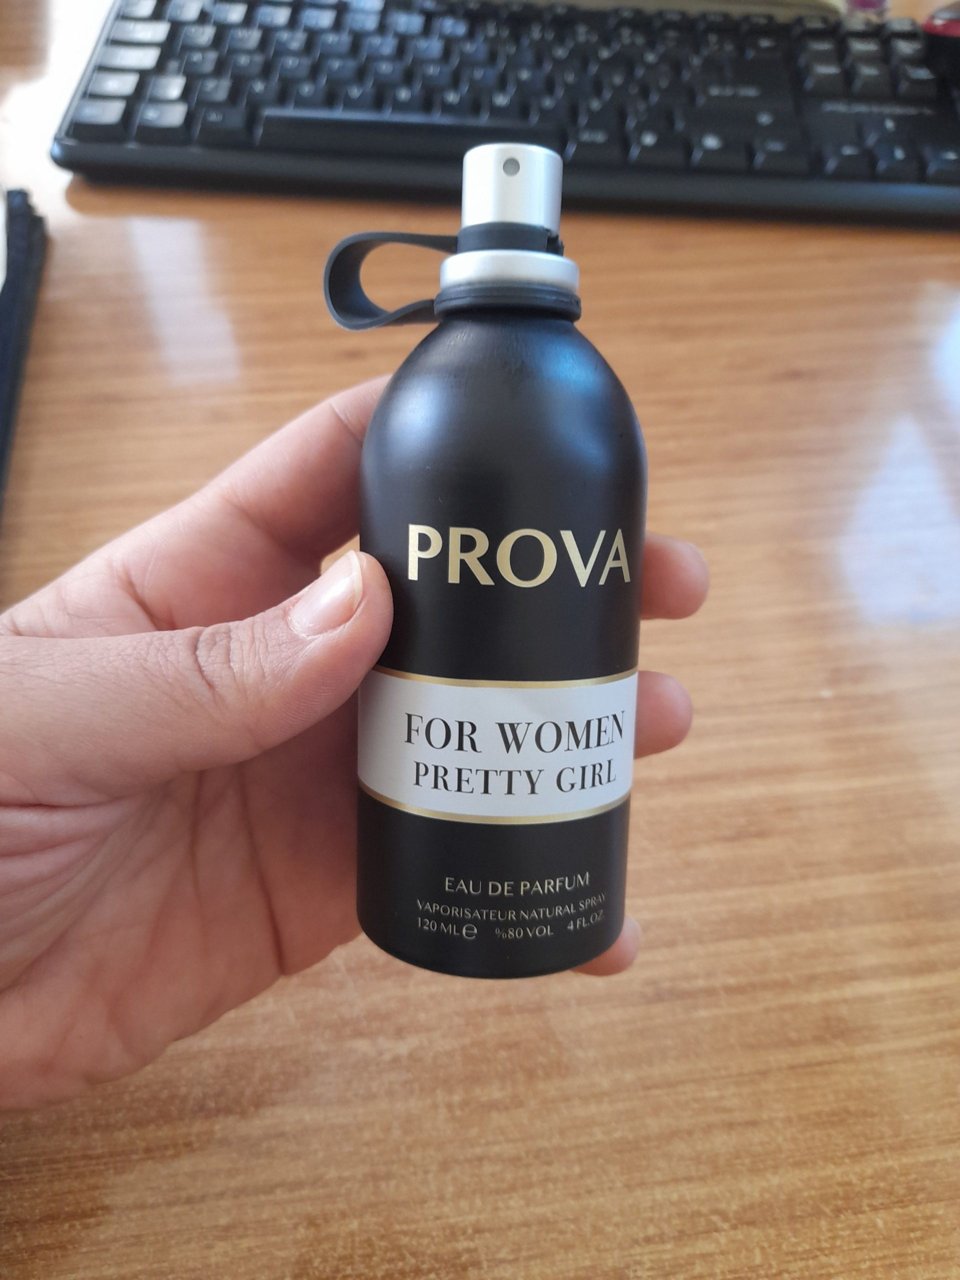 PROVA
FOR WOMEN
PRETTY GIRL
EAU DE PARFUM
VAPORISATEUR NATURAL SPRAY
120 ML ℮ %80 VOL 4 FL.OZ.